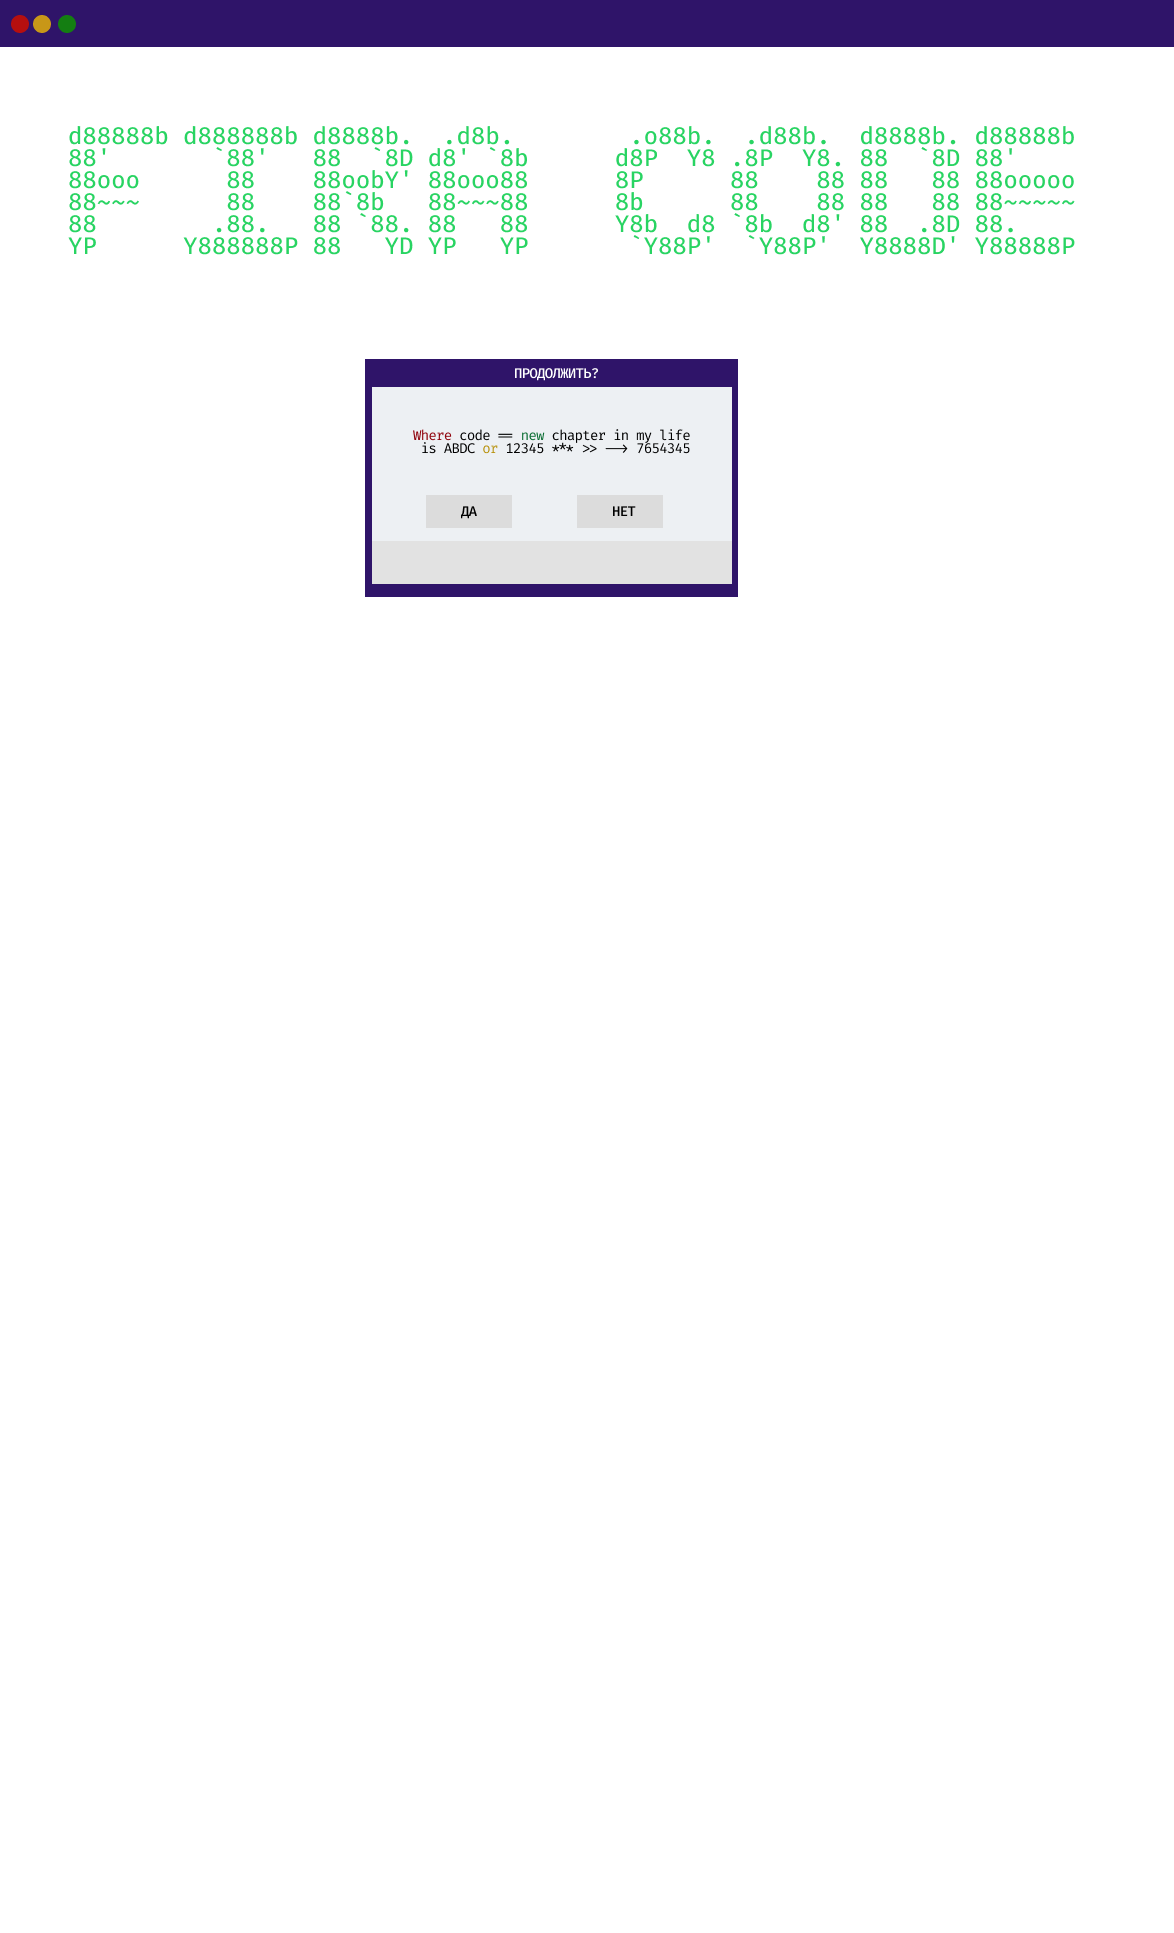 d88888b d888888b d8888b.  .d8b.        .o88b.  .d88b.  d8888b. d88888b
88'       `88'   88  `8D d8' `8b      d8P  Y8 .8P  Y8. 88  `8D 88'
88ooo      88    88oobY' 88ooo88      8P      88    88 88   88 88ooooo
88~~~      88    88`8b   88~~~88      8b      88    88 88   88 88~~~~~
88        .88.   88 `88. 88   88      Y8b  d8 `8b  d8' 88  .8D 88.
YP      Y888888P 88   YD YP   YP       `Y88P'  `Y88P'  Y8888D' Y88888P
ПРОДОЛЖИТЬ?
Where code == new chapter in my life
is ABDC or 12345 *** >> --> 7654345
ДА НЕТ